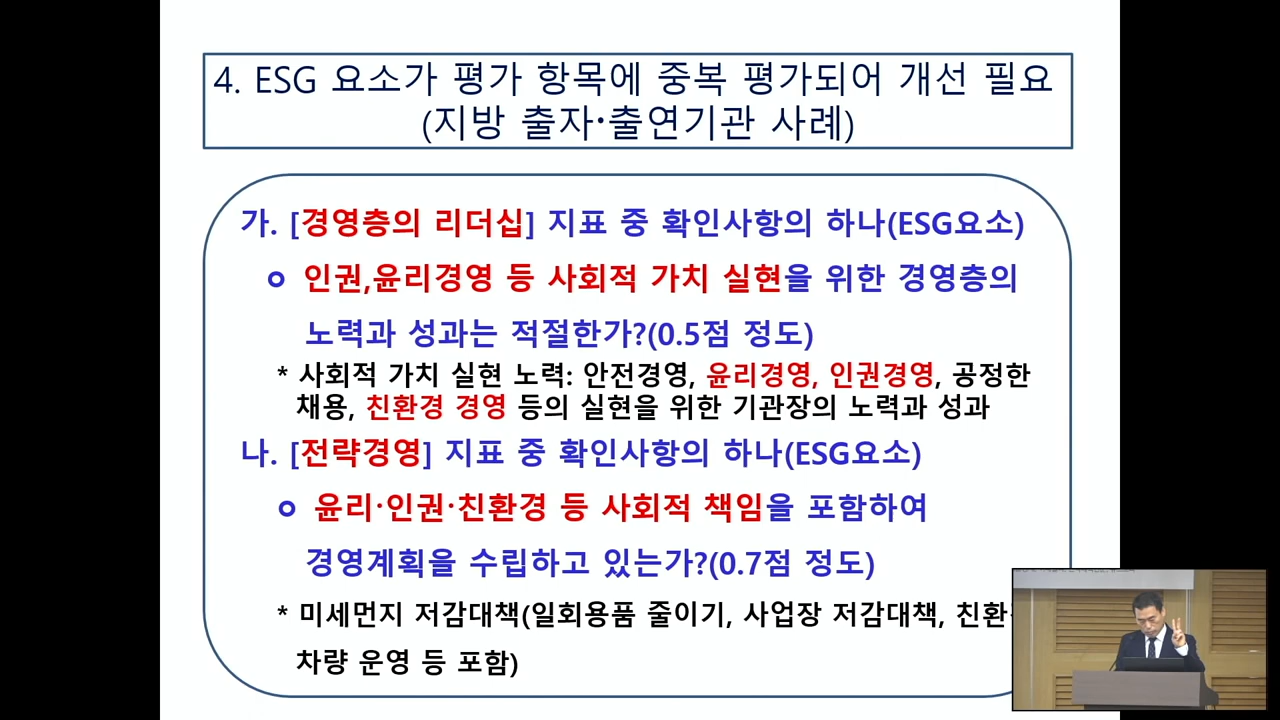 4. ESG 요소가 평가 항목에 중복 평가되어 개선 필요
(지방 출자·출연기관 사례)
가. [경영층의 리더십] 지표 중 확인사항의 하나(ESG요소)
o 인권,윤리경영 등 사회적 가치 실현을 위한 경영층의
노력과 성과는 적절한가?(0.5점 정도)
* 사회적 가치 실현 노력: 안전경영, 윤리경영, 인권경영, 공정한
채용, 친환경 경영 등의 실현을 위한 기관장의 노력과 성과
나. [전략경영] 지표 중 확인사항의 하나(ESG요소)
o 윤리·인권·친환경 등 사회적 책임을 포함하여
경영계획을 수립하고 있는가?(0.7점 정도)
* 미세먼지 저감대책(일회용품 줄이기, 사업장 저감대책, 친환
차량 운영 등 포함)